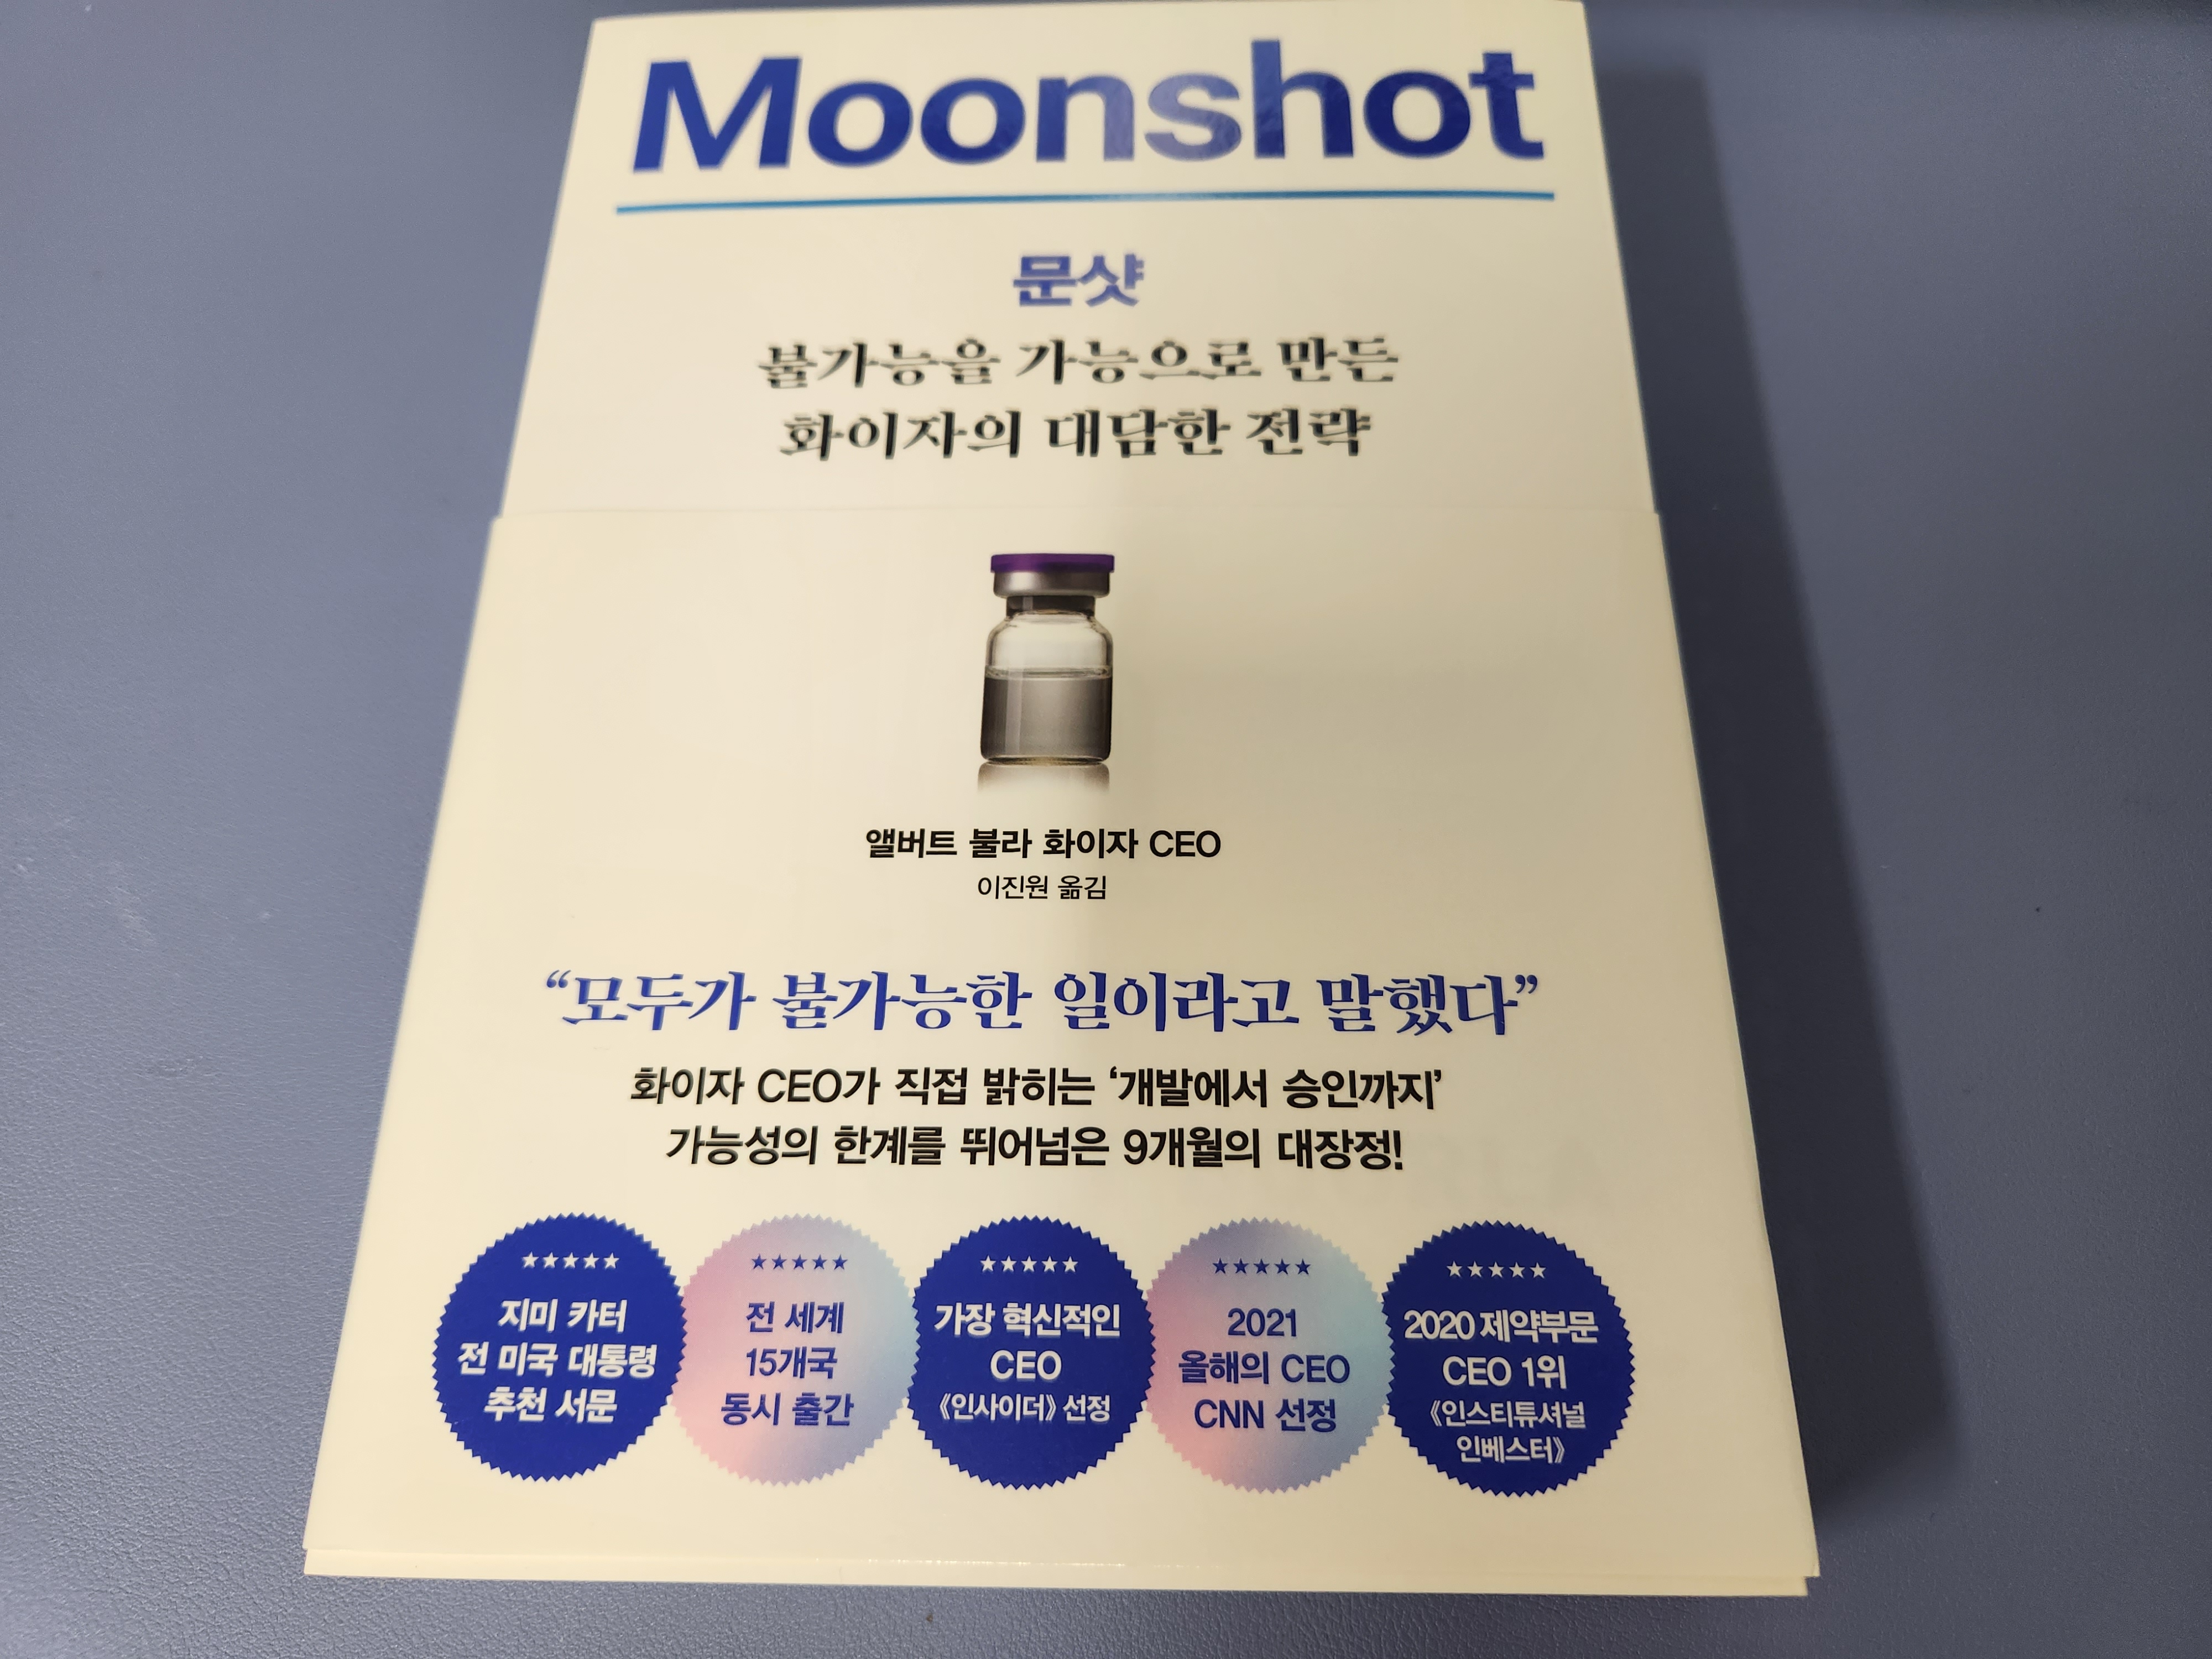 Moonshot
문샷
불가능을 가능으로 만든
화이자의 대담한 전략
앨버트 불라 화이자 CEO
이진원 옮김
“모두가 불가능한 일이라고 말했다”
화이자 CEO가 직접 밝히는 ‘개발에서 승인까지’
가능성의 한계를 뛰어넘은 9개월의 대장정!
★★★★★
지미 카터
전 미국 대통령
추천 서문
★★★★★
전 세계
15개국
동시 출간
★★★★★
가장 혁신적인
CEO
《인사이더》 선정
★★★★★
2021
올해의 CEO
CNN 선정
★★★★★
2020 제약부문
CEO 1위
《인스티튜셔널
인베스터》